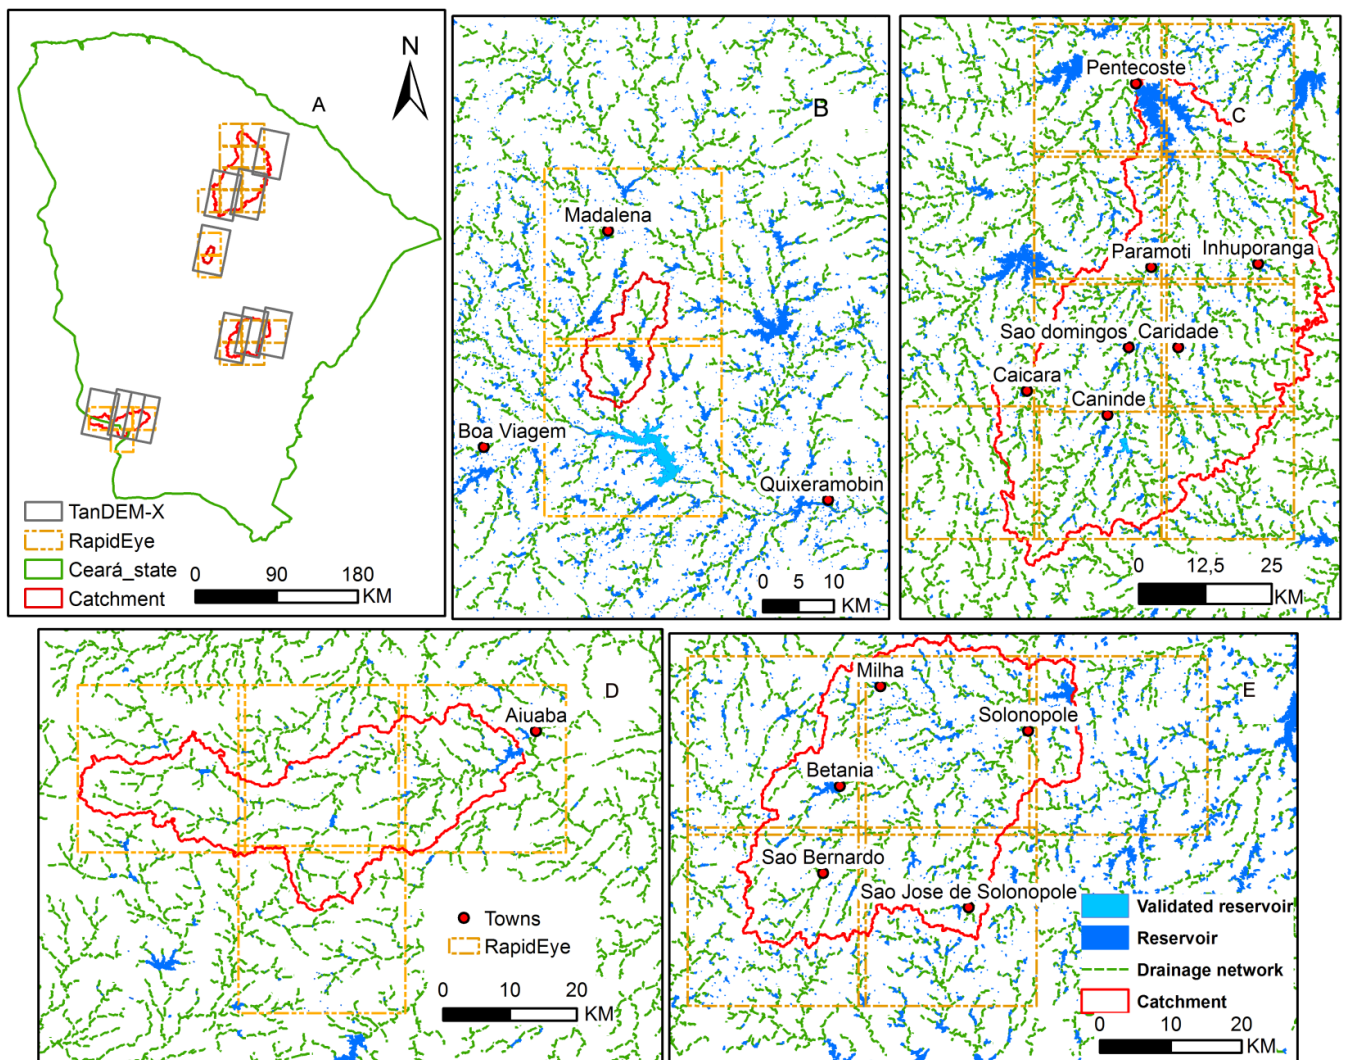 N
A
TanDEM-X
RapidEye
Ceará_state
Catchment
0 90 180
KM
B
Madalena
Boa Viagem
Quixeramobin
0 5 10
KM
Pentecoste
C
Paramoti
Inhuporanga
Sao domingos
Caridade
Caicara
Caninde
0 12,5 25
KM
D
Aiuaba
Towns
RapidEye
0 10 20
KM
Milha
E
Solonopole
Betania
Sao Bernardo
Sao Jose de Solonopole
Validated reservoir
Reservoir
Drainage network
Catchment
0 10 20
KM